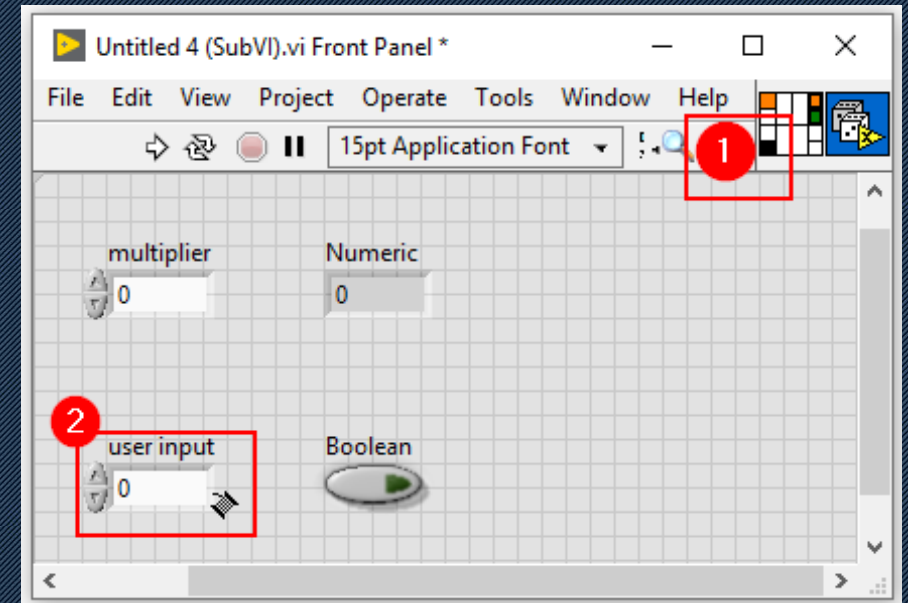 Untitled 4 (SubVI).vi Front Panel *
File Edit View Project Operate Tools Window Help
15pt Application Font
1
multiplier Numeric
0 0
2
user input Boolean
0